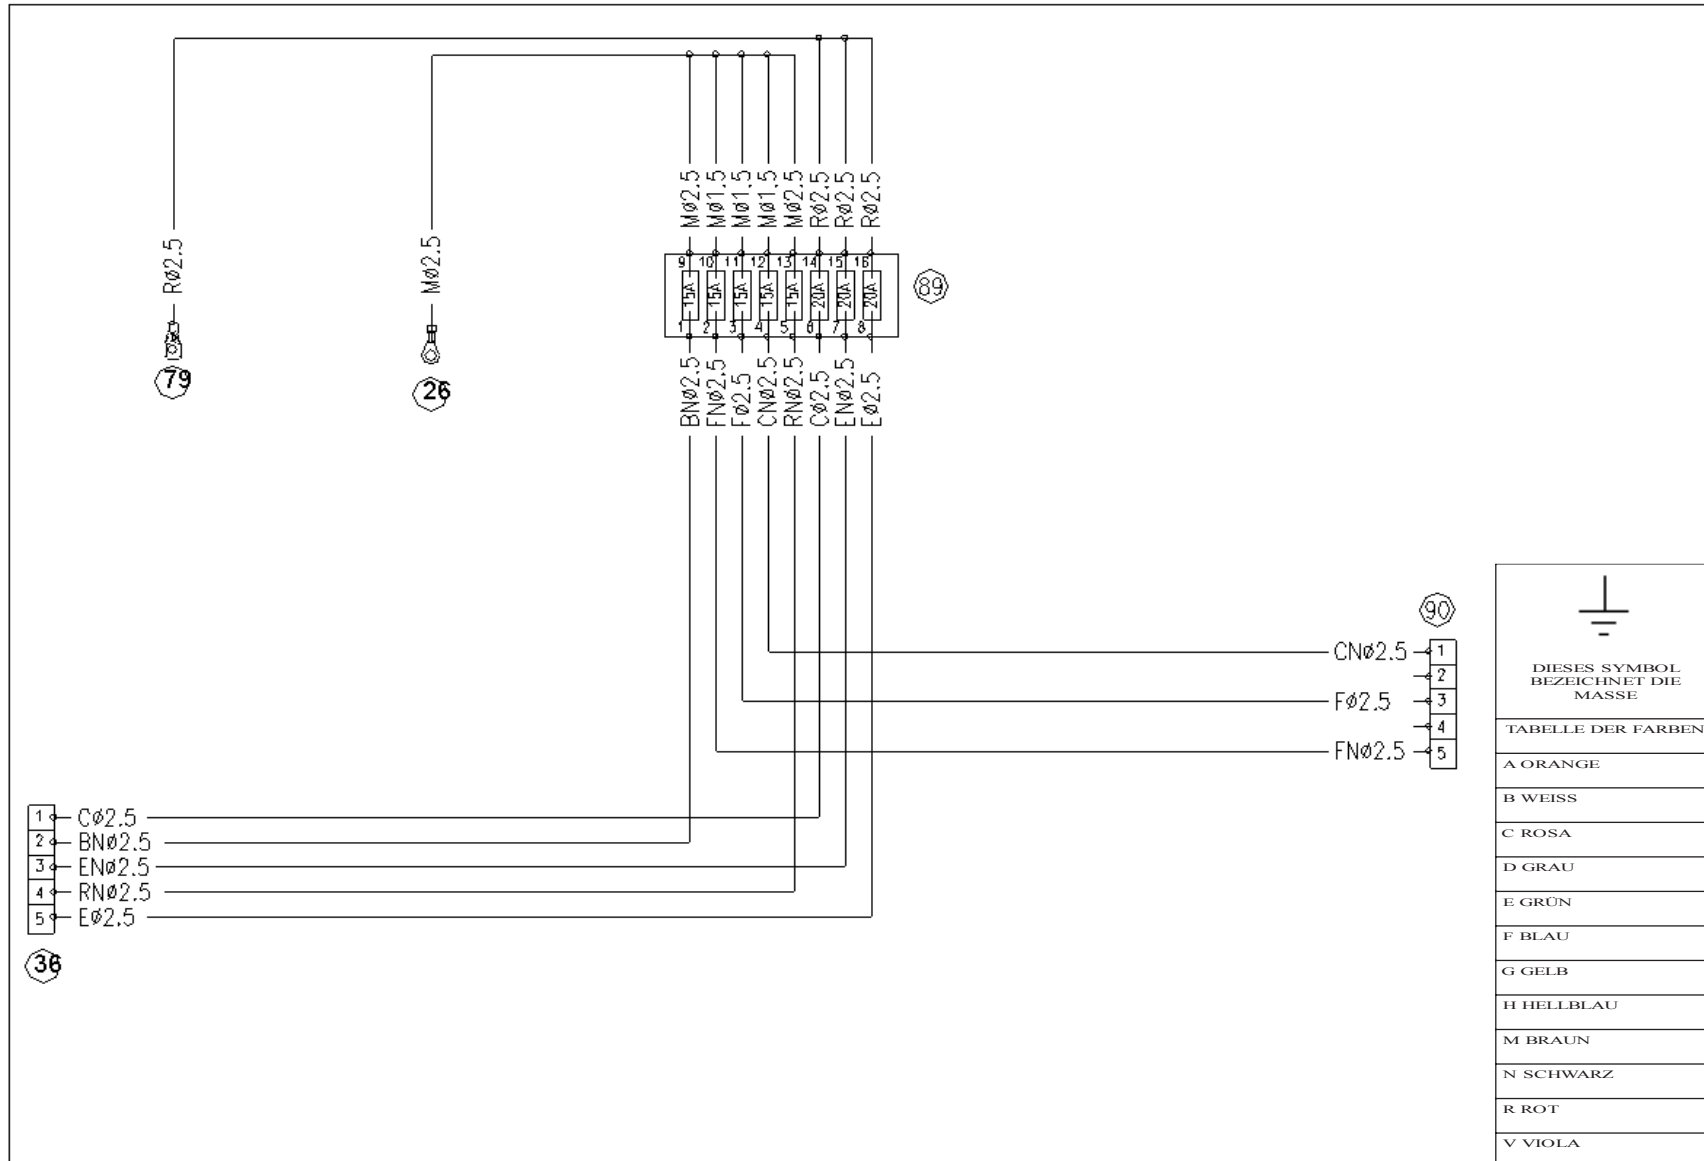 MØ2.5
MØ1.5
MØ1.5
MØ1.5
MØ2.5
RØ2.5
RØ2.5
RØ2.5
RØ2.5
MØ2.5
9 10 11 12 13 14 15 16
15A 15A 15A 15A 15A 20A 20A 20A
1 2 3 4 5 6 7 8
89
79
26
BNØ2.5
FNØ2.5
FØ2.5
CNØ2.5
RNØ2.5
CØ2.5
ENØ2.5
EØ2.5
90
CNØ2.5 1
2
FØ2.5 3
4
FNØ2.5 5
1 CØ2.5
2 BNØ2.5
3 ENØ2.5
4 RNØ2.5
5 EØ2.5
36
DIESES SYMBOL
BEZEICHNET DIE
MASSE
TABELLE DER FARBEN
A ORANGE
B WEISS
C ROSA
D GRAU
E GRÜN
F BLAU
G GELB
H HELLBLAU
M BRAUN
N SCHWARZ
R ROT
V VIOLA